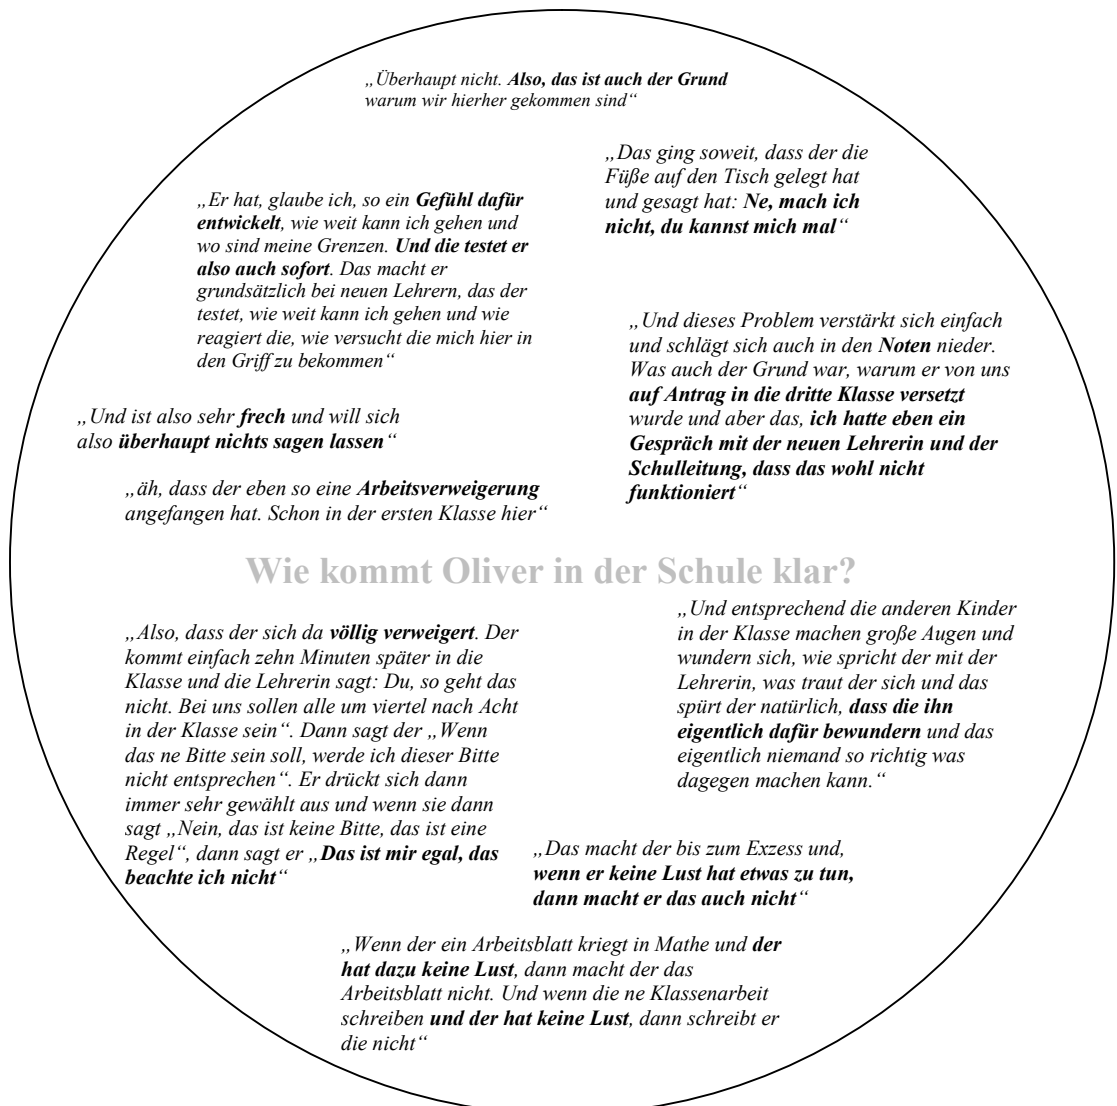 „Überhaupt nicht. Also, das ist auch der Grund
warum wir hierher gekommen sind“
„Das ging soweit, dass der die
Füße auf den Tisch gelegt hat
und gesagt hat: Ne, mach ich
nicht, du kannst mich mal“
„Er hat, glaube ich, so ein Gefühl dafür
entwickelt, wie weit kann ich gehen und
wo sind meine Grenzen. Und die testet er
also auch sofort. Das macht er
grundsätzlich bei neuen Lehrern, das der
testet, wie weit kann ich gehen und wie
reagiert die, wie versucht die mich hier in
den Griff zu bekommen“
„Und dieses Problem verstärkt sich einfach
und schlägt sich auch in den Noten nieder.
Was auch der Grund war, warum er von uns
auf Antrag in die dritte Klasse versetzt
wurde und aber das, ich hatte eben ein
Gespräch mit der neuen Lehrerin und der
Schulleitung, dass das wohl nicht
funktioniert“
„Und ist also sehr frech und will sich
also überhaupt nichts sagen lassen“
„äh, dass der eben so eine Arbeitsverweigerung
angefangen hat. Schon in der ersten Klasse hier“
Wie kommt Oliver in der Schule klar?
„Also, dass der sich da völlig verweigert. Der
kommt einfach zehn Minuten später in die
Klasse und die Lehrerin sagt: Du, so geht das
nicht. Bei uns sollen alle um viertel nach Acht
in der Klasse sein“. Dann sagt der „Wenn
das ne Bitte sein soll, werde ich dieser Bitte
nicht entsprechen“. Er drückt sich dann
immer sehr gewählt aus und wenn sie dann
sagt „Nein, das ist keine Bitte, das ist eine
Regel“, dann sagt er „Das ist mir egal, das
beachte ich nicht“
„Und entsprechend die anderen Kinder
in der Klasse machen große Augen und
wundern sich, wie spricht der mit der
Lehrerin, was traut der sich und das
spürt der natürlich, dass die ihn
eigentlich dafür bewundern und das
eigentlich niemand so richtig was
dagegen machen kann.“
„Das macht der bis zum Exzess und,
wenn er keine Lust hat etwas zu tun,
dann macht er das auch nicht“
„Wenn der ein Arbeitsblatt kriegt in Mathe und der
hat dazu keine Lust, dann macht der das
Arbeitsblatt nicht. Und wenn die ne Klassenarbeit
schreiben und der hat keine Lust, dann schreibt er
die nicht“